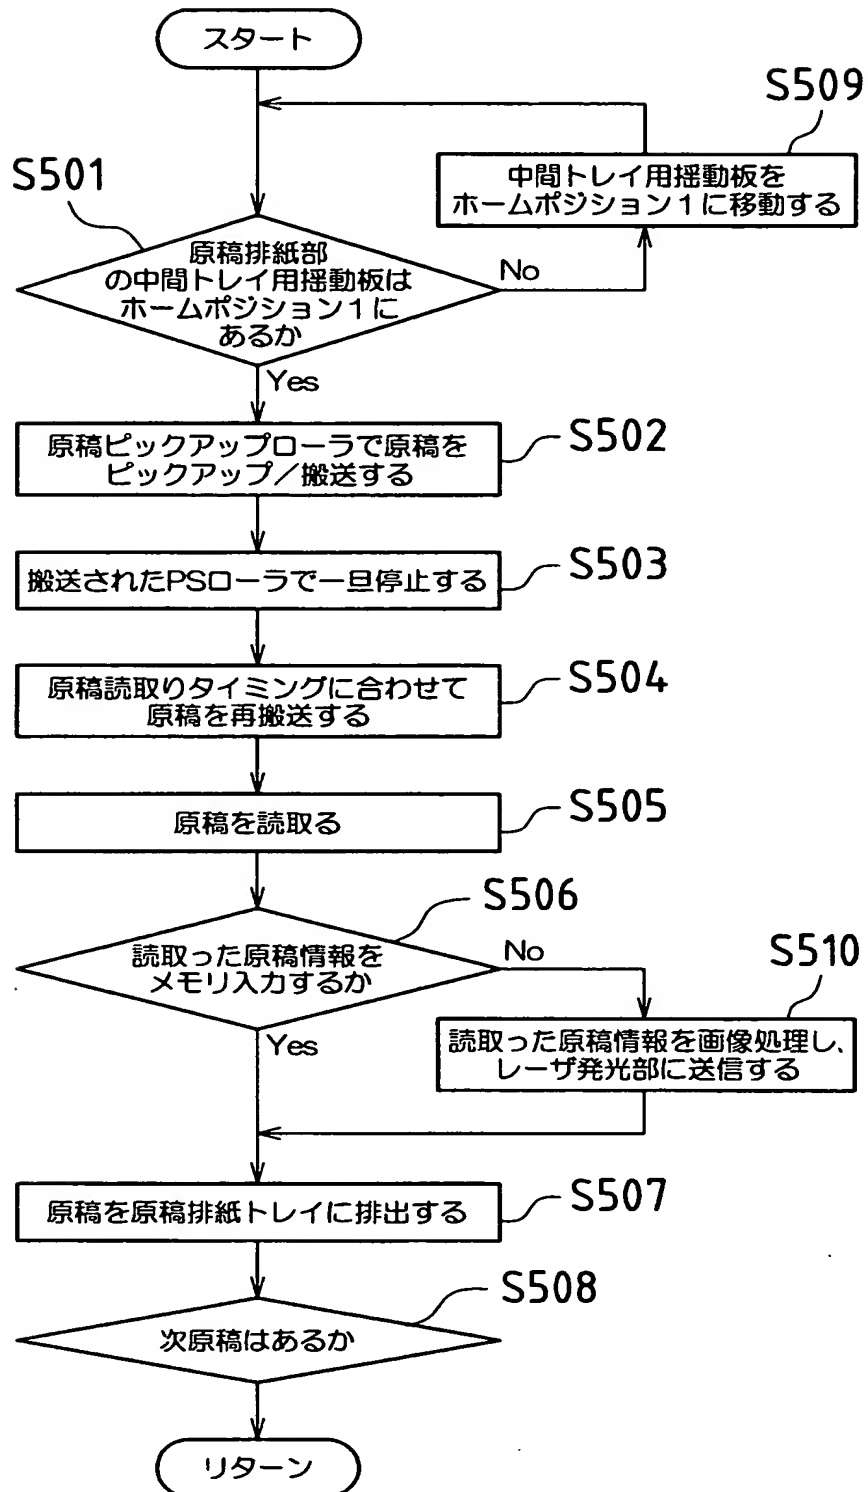 スタート
S509
中間トレイ用揺動板を
ホームポジション1に移動する
S501
原稿排紙部
の中間トレイ用揺動板は
ホームポジション1に
あるか
No
Yes
原稿ピックアップローラで原稿を
ピックアップ／搬送する
S502
搬送されたPSローラで一旦停止する
S503
原稿読取りタイミングに合わせて
原稿を再搬送する
S504
原稿を読取る
S505
S506
読取った原稿情報を
メモリ入力するか
No
Yes
S510
読取った原稿情報を画像処理し、
レーザ発光部に送信する
原稿を原稿排紙トレイに排出する
S507
S508
次原稿はあるか
リターン